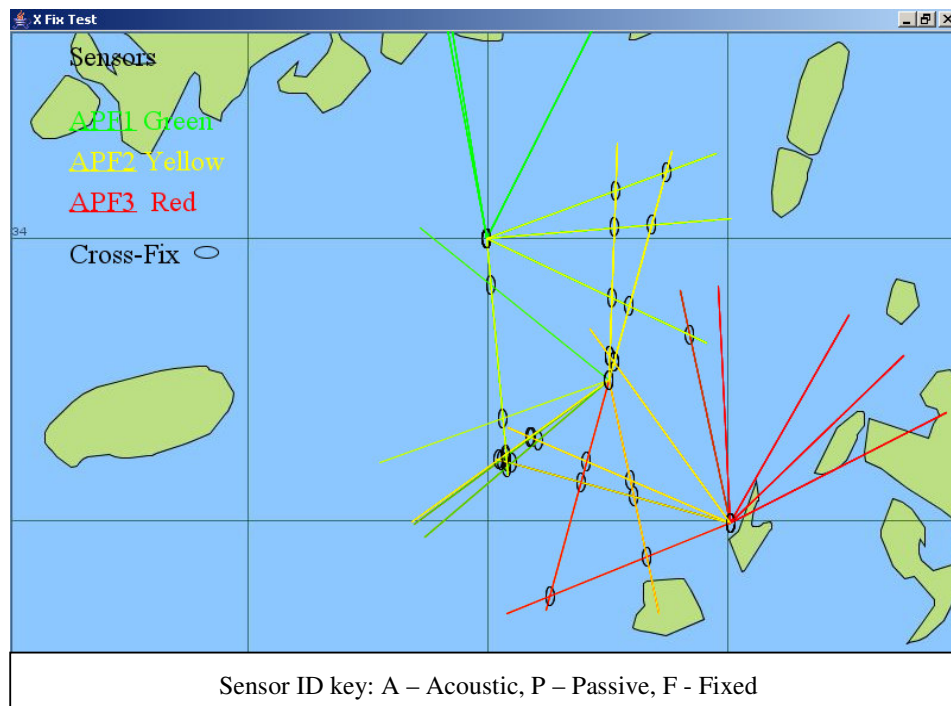 X Fix Test
Sensors
APF1 Green
APF2 Yellow
APF3 Red
34
Cross-Fix
Sensor ID key: A – Acoustic, P – Passive, F - Fixed